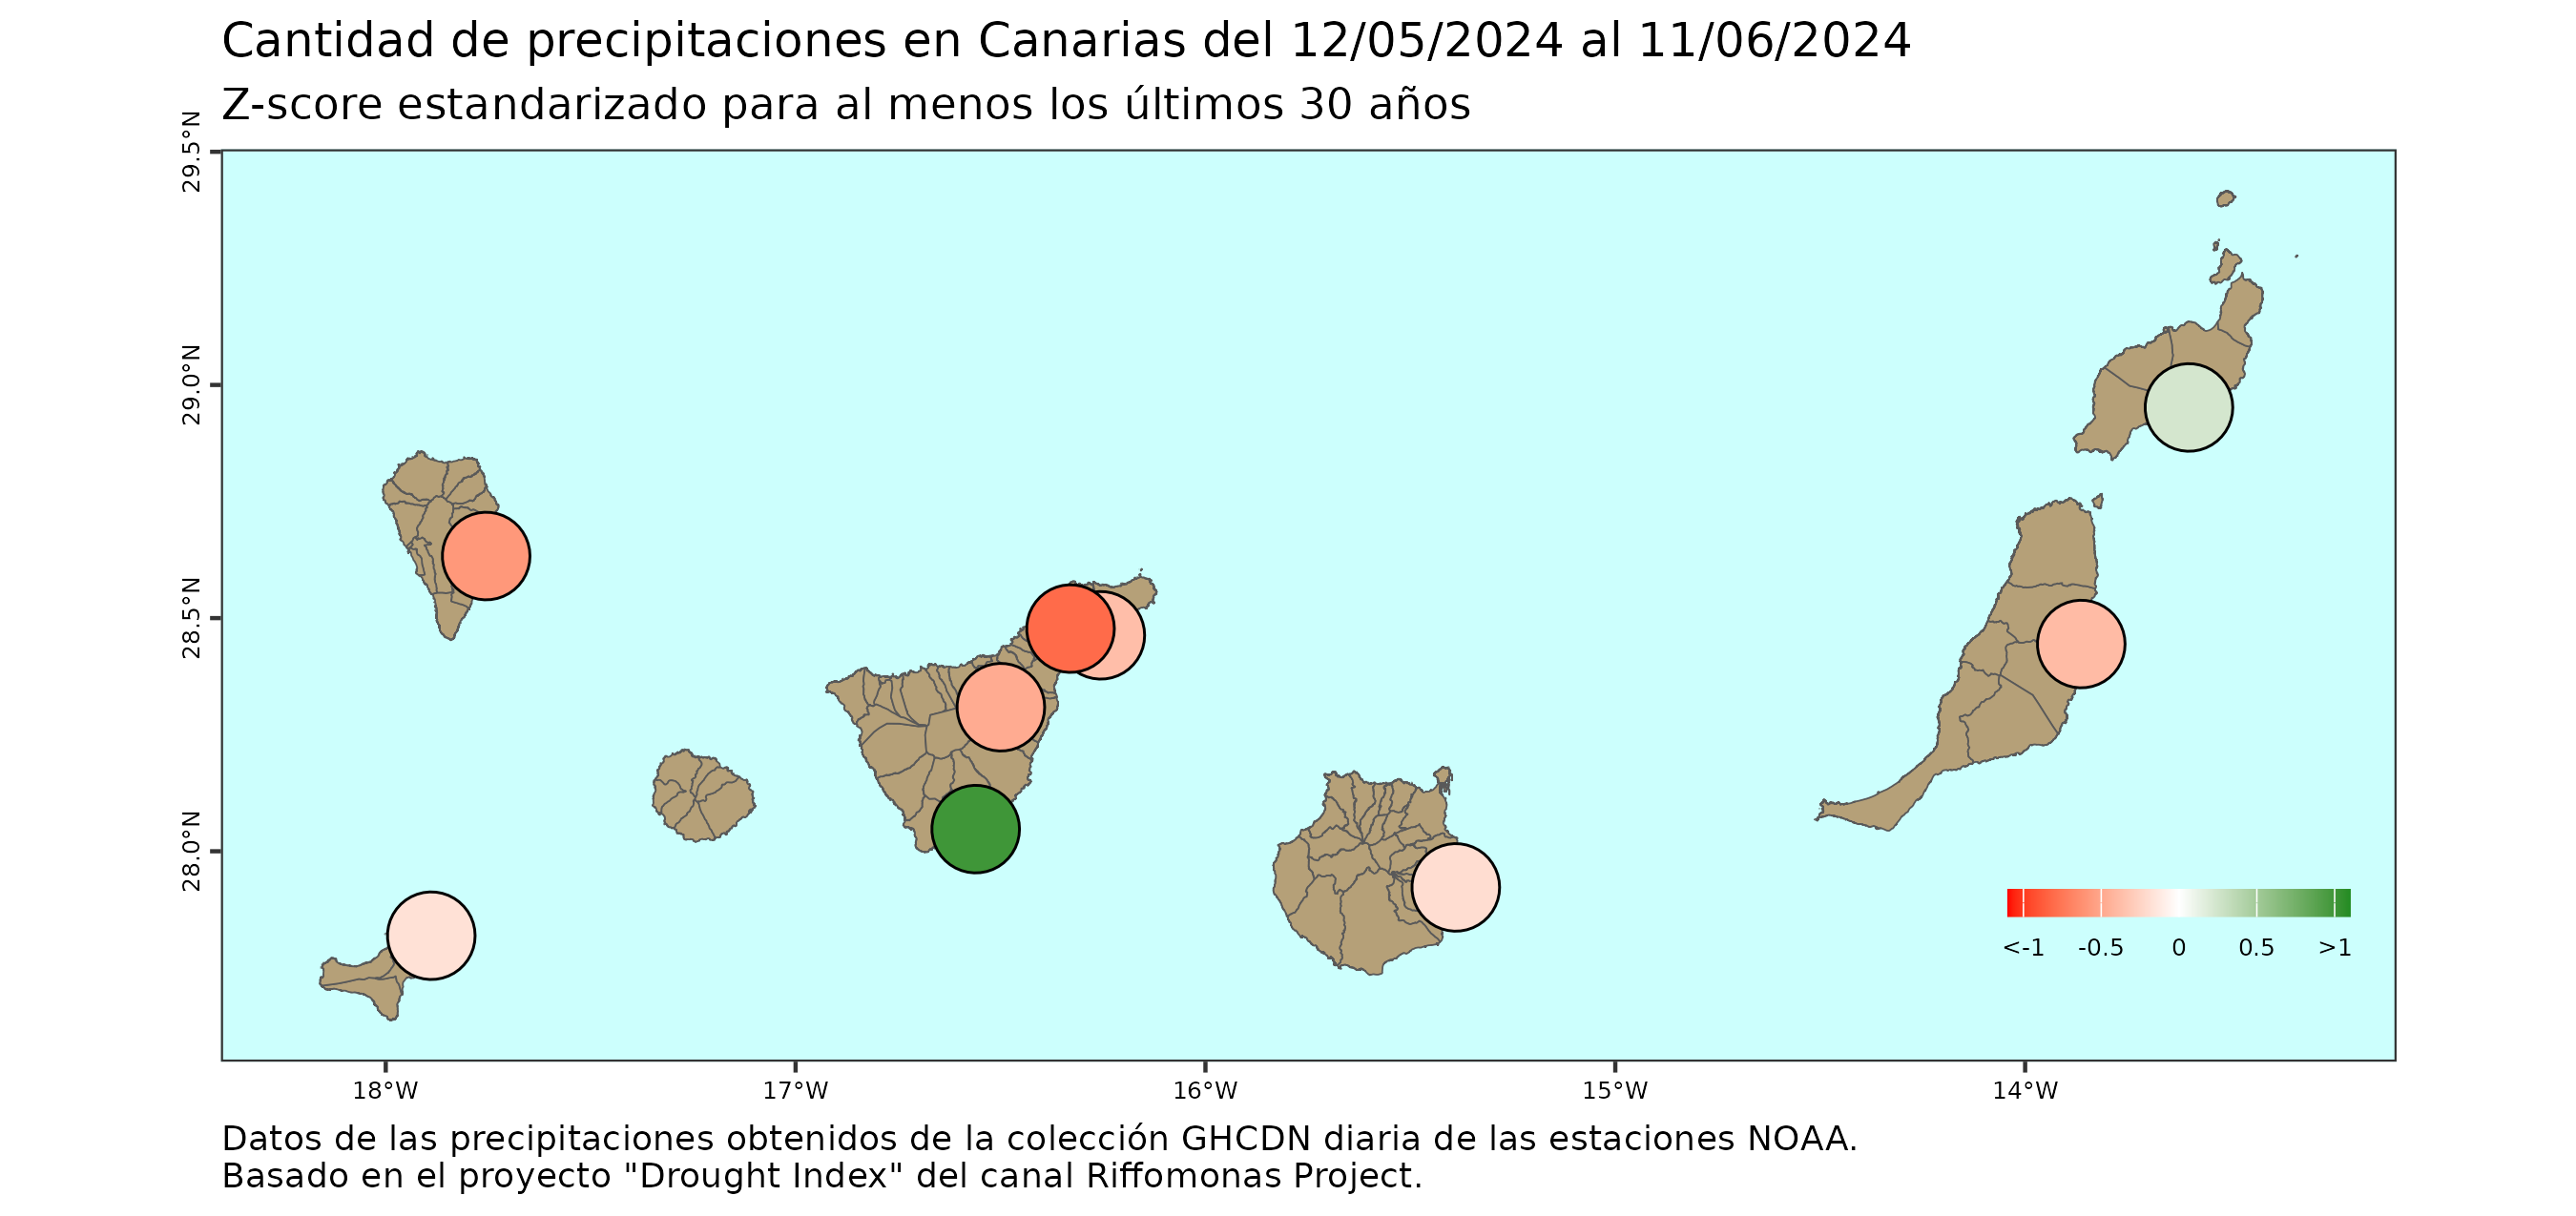 Cantidad de precipitaciones en Canarias del 12/05/2024 al 11/06/2024
Z-score estandarizado para al menos los últimos 30 años
29.5°N
29.0°N
28.5°N
28.0°N
<-1 -0.5 0 0.5 >1
18°W 17°W 16°W 15°W 14°W
Datos de las precipitaciones obtenidos de la colección GHCDN diaria de las estaciones NOAA.
Basado en el proyecto "Drought Index" del canal Riffomonas Project.